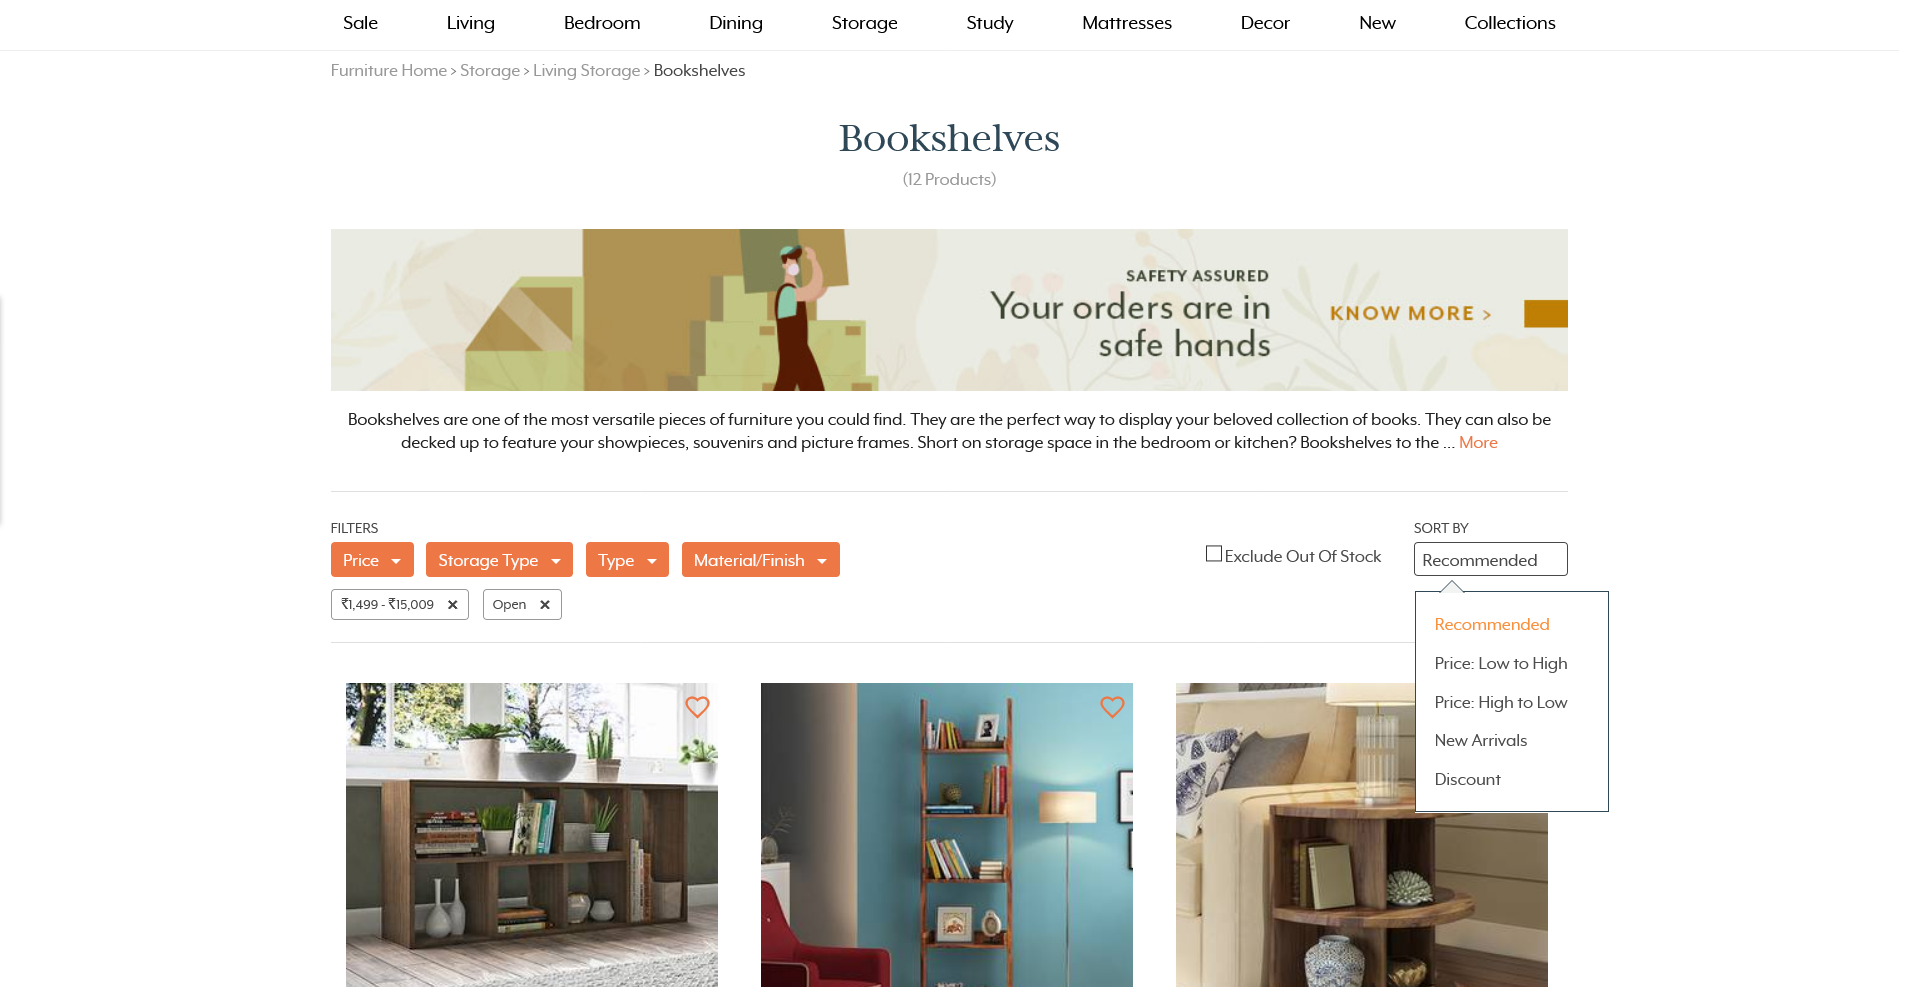 Sale Living Bedroom Dining Storage Study Mattresses Decor New Collections
Furniture Home > Storage > Living Storage > Bookshelves
Bookshelves
(12 Products)
SAFETY ASSURED
Your orders are in
safe hands
KNOW MORE >
Bookshelves are one of the most versatile pieces of furniture you could find. They are the perfect way to display your beloved collection of books. They can also be
decked up to feature your showpieces, souvenirs and picture frames. Short on storage space in the bedroom or kitchen? Bookshelves to the ... More
FILTERS
Price Storage Type Type Material/Finish
₹1,499 - ₹15,009 × Open ×
Exclude Out Of Stock
SORT BY
Recommended
Recommended
Price: Low to High
Price: High to Low
New Arrivals
Discount